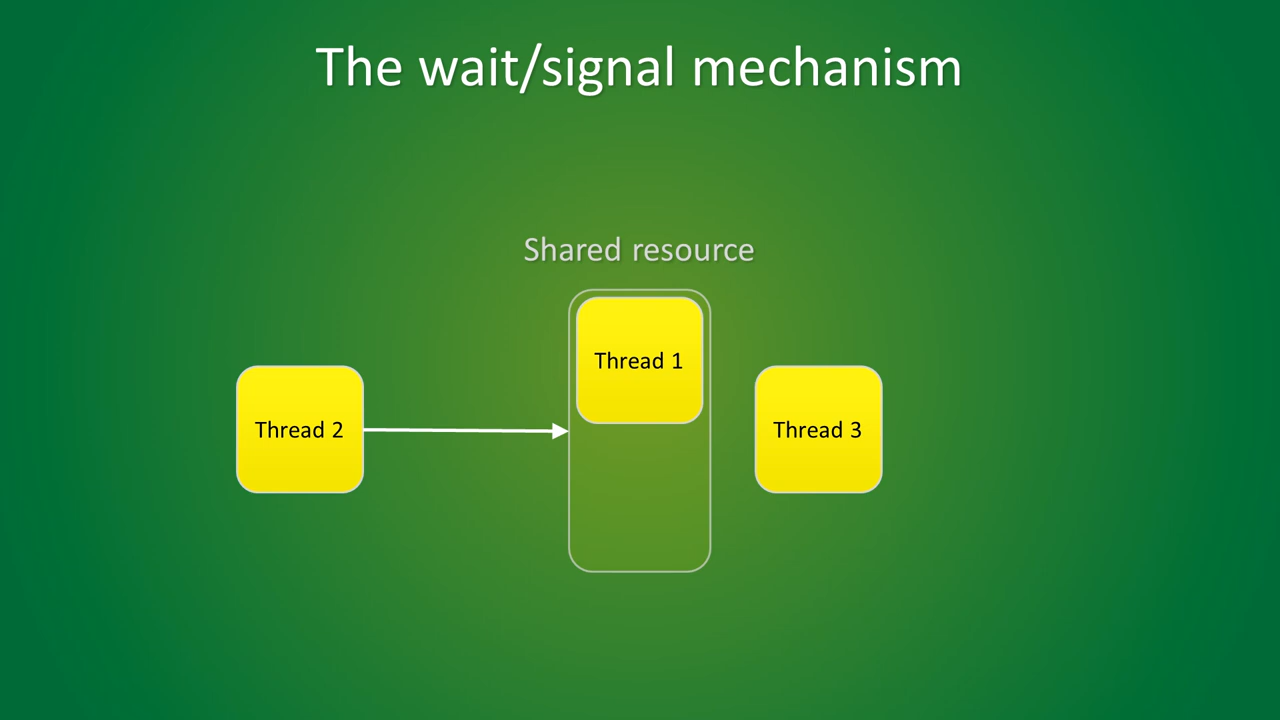 The wait/signal mechanism
Shared resource
Thread 1
Thread 2
Thread 3